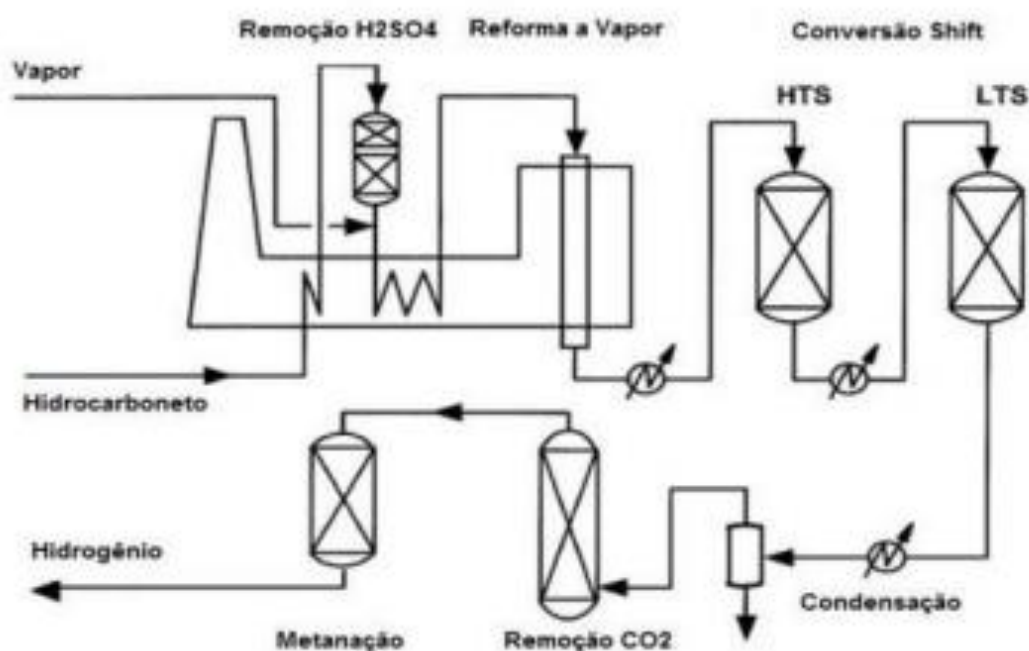 Remoção H2SO4
Reforma a Vapor
Conversão Shift
Vapor
HTS
LTS
Hidrocarboneto
Hidrogênio
Condensação
Metanação
Remoção CO2